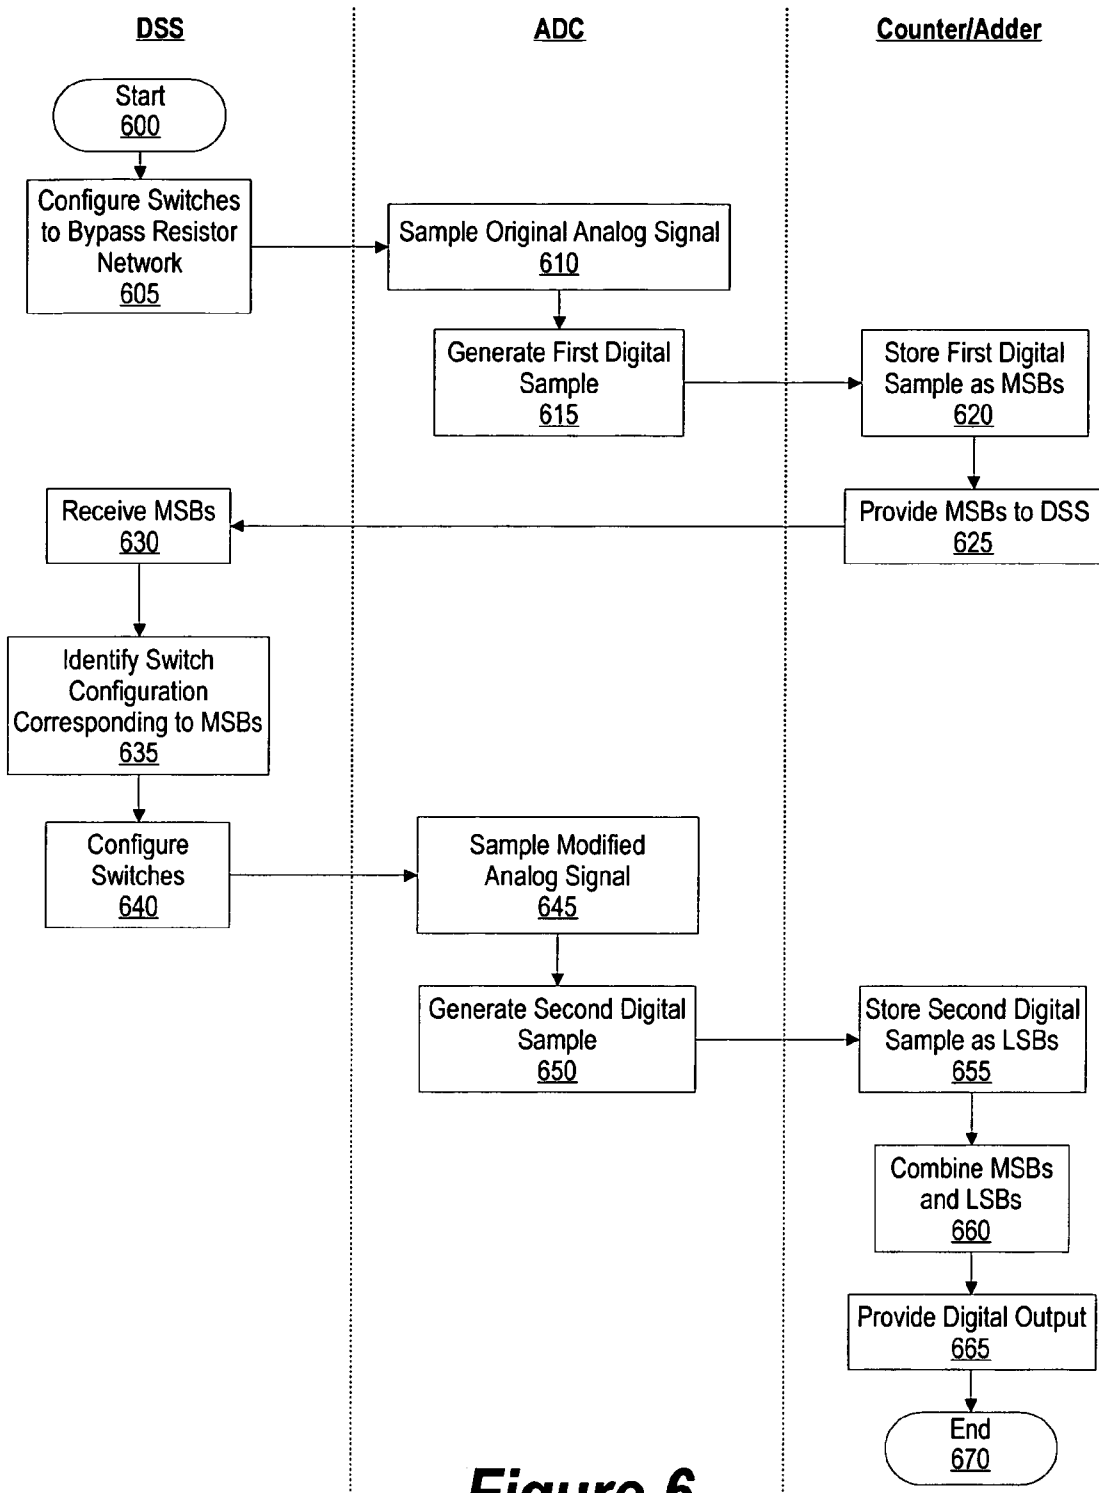 DSS
ADC
Counter/Adder
Start
600
Configure Switches
to Bypass Resistor
Network
605
Sample Original Analog Signal
610
Generate First Digital
Sample
615
Store First Digital
Sample as MSBs
620
Provide MSBs to DSS
625
Receive MSBs
630
Identify Switch
Configuration
Corresponding to MSBs
635
Configure
Switches
640
Sample Modified
Analog Signal
645
Generate Second Digital
Sample
650
Store Second Digital
Sample as LSBs
655
Combine MSBs
and LSBs
660
Provide Digital Output
665
End
670
Figure 6